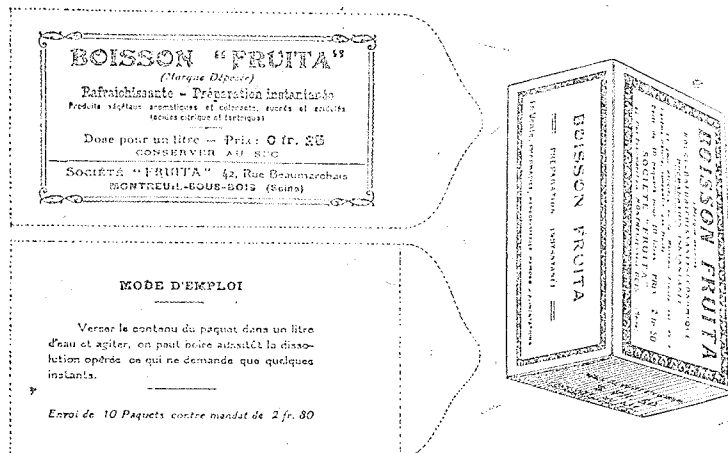 BOISSON "FRUITA"
(Marque Déposée)
Rafraichissante - Préparation instantanée
Produits végétaux aromatiques et colorants, sucrés et acidulés
(acides citrique et tartrique)
Dose pour un litre - Prix: 0 fr. 25
CONSERVER AU SEC
SOCIÉTÉ "FRUITA" 42, Rue Beaumarchais
MONTREUIL-SOUS-BOIS (Seine)
MODE D'EMPLOI
Verser le contenu du paquet dans un litre
d'eau et agiter, on peut boire aussitôt la disso-
lution opérée ce qui ne demande que quelques
instants.
Envoi de 10 Paquets contre mandat de 2 fr. 80
BOISSON FRUITA
PREPARATION INSTANTANÉE
BOISSON FRUITA
SOCIÉTÉ "FRUITA"